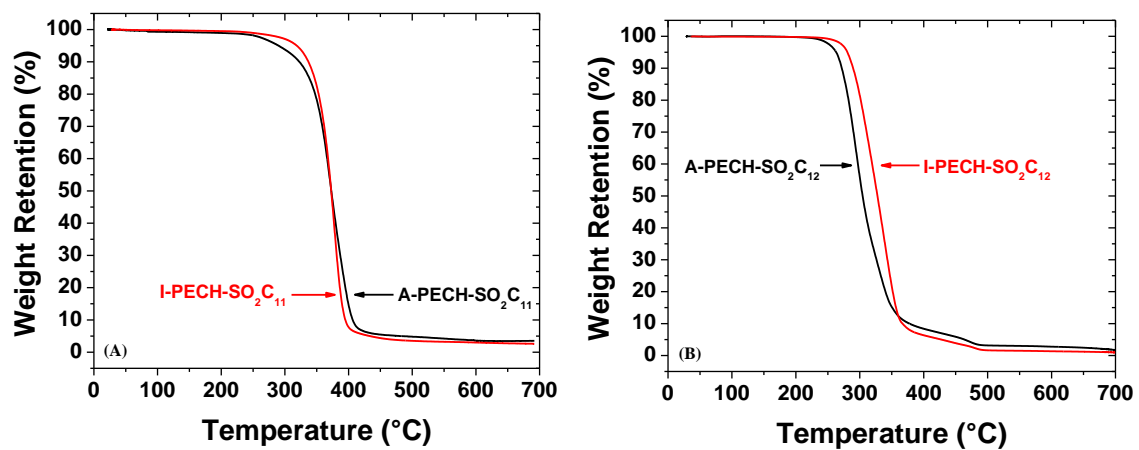 Weight Retention (%)
100
90
80
70
60
50
40
30
20
10
0
I-PECH-SO₂C₁₁
A-PECH-SO₂C₁₁
(A)
0 100 200 300 400 500 600 700
Temperature (°C)
Weight Retention (%)
100
90
80
70
60
50
40
30
20
10
0
A-PECH-SO₂C₁₂
I-PECH-SO₂C₁₂
(B)
0 100 200 300 400 500 600 700
Temperature (°C)